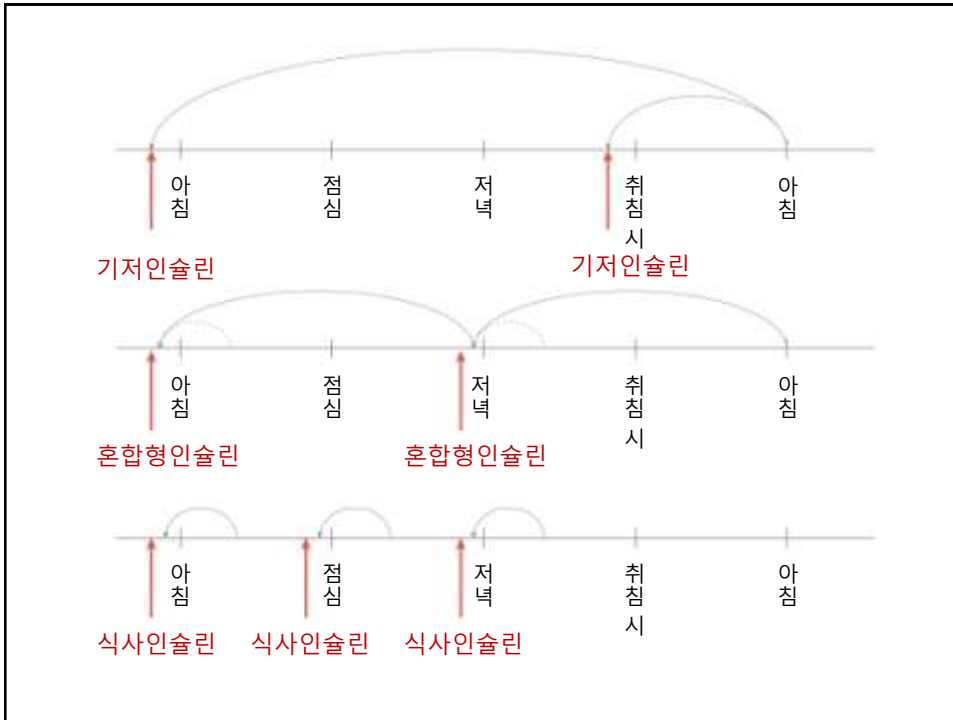 아침 점심 저녁 취침 시 아침
기저인슐린 기저인슐린
아침 점심 저녁 취침 시 아침
혼합형인슐린 혼합형인슐린
아침 점심 저녁 취침 시 아침
식사인슐린 식사인슐린 식사인슐린